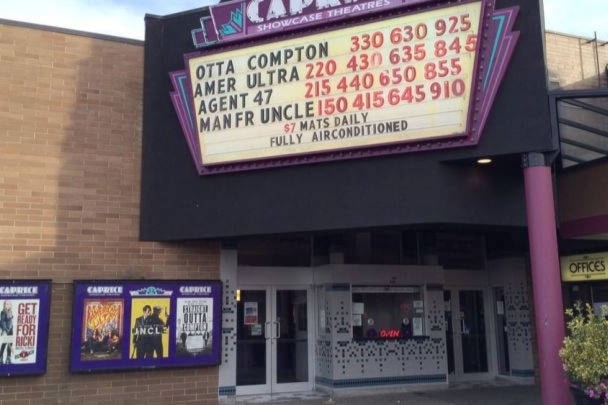 CAPRICE
SHOWCASE THEATRES
OTTA COMPTON 330 630 925
AMER ULTRA 220 430 635 845
AGENT 47 215 440 650 855
MAN FR UNCLE 150 415 645 910
$7 MATS DAILY
FULLY AIRCONDITIONED
OFFICES
CAPRICE
CAPRICE
CAPRICE
GET
READY
FOR
RICKI
UNCLE
STRAIGHT
OUTTA
COMPTON
OPEN